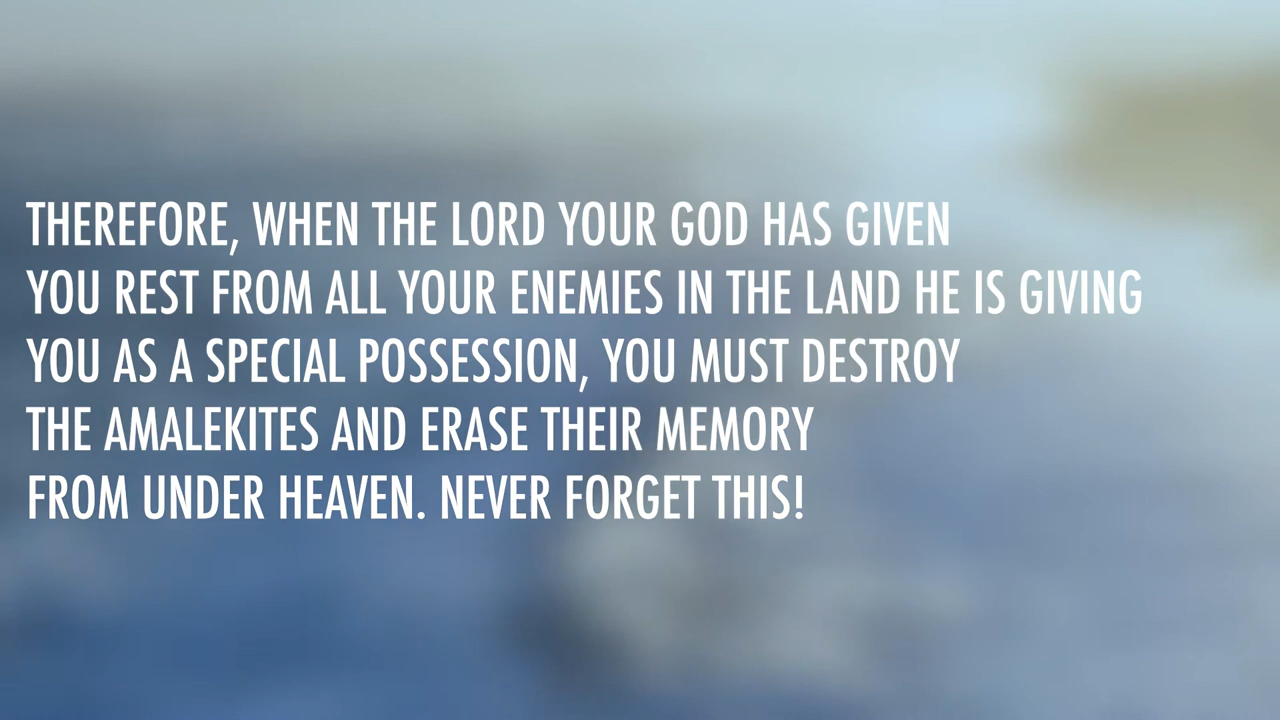 THEREFORE, WHEN THE LORD YOUR GOD HAS GIVEN
YOU REST FROM ALL YOUR ENEMIES IN THE LAND HE IS GIVING
YOU AS A SPECIAL POSSESSION, YOU MUST DESTROY
THE AMALEKITES AND ERASE THEIR MEMORY
FROM UNDER HEAVEN. NEVER FORGET THIS!